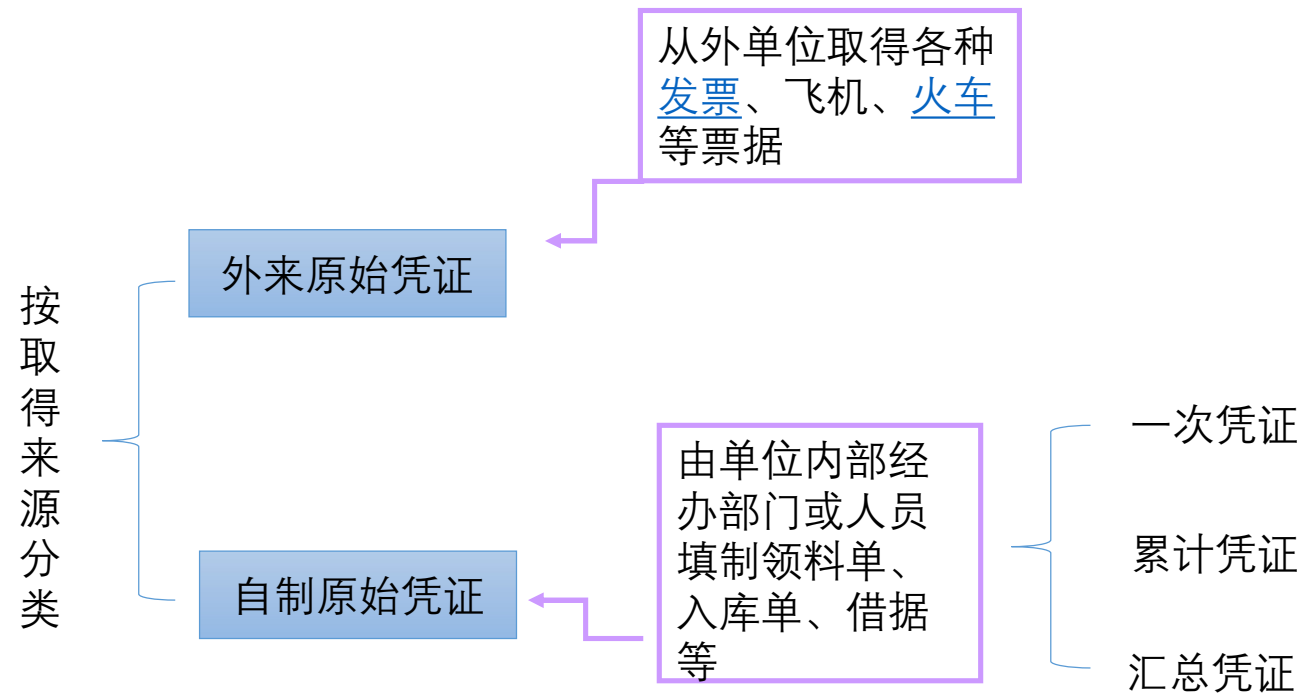 从外单位取得各种
发票、飞机、火车
等票据
外来原始凭证
按取得来源分类
自制原始凭证
由单位内部经
办部门或人员
填制领料单、
入库单、借据
等
一次凭证
累计凭证
汇总凭证